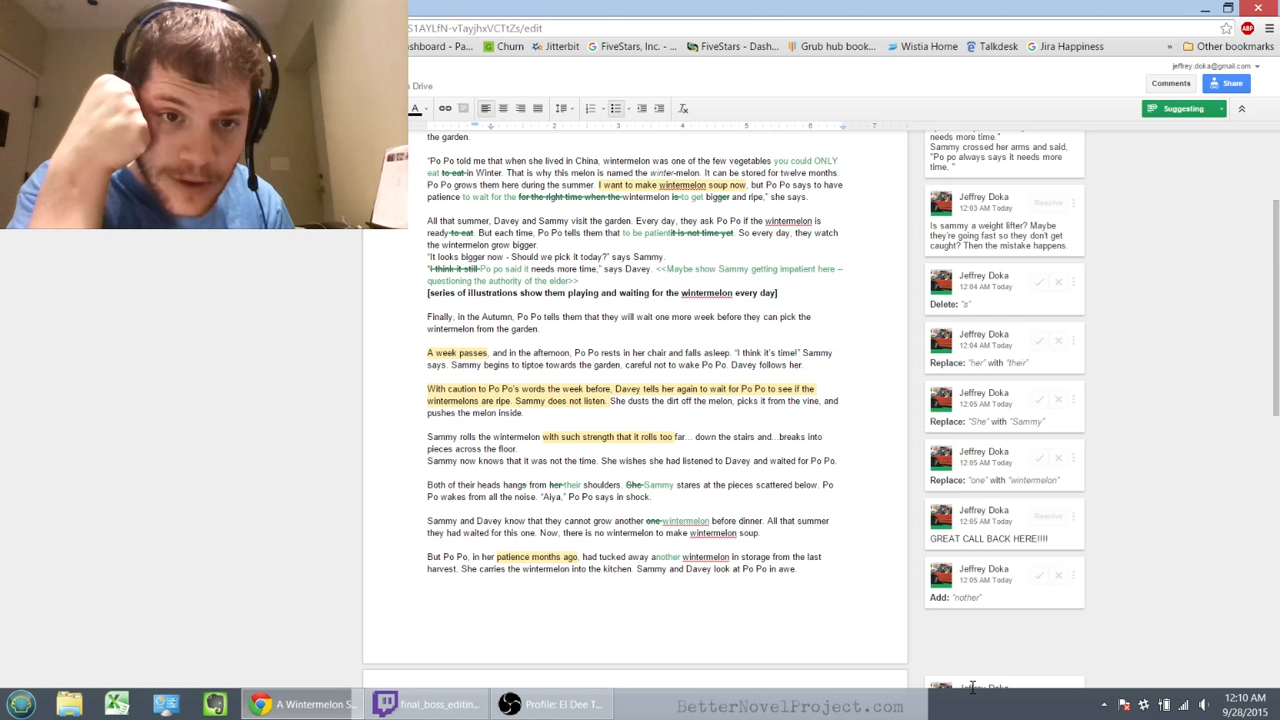 S1AYLfN-vTayjhxVCTtZs/edit
ashboard - Pa...
Churn
Jitterbit
FiveStars, Inc. - ...
FiveStars - Dash...
Grub hub book...
Wistia Home
Talkdesk
Jira Happiness
»
Other bookmarks
jeffrey.doka@gmail.com
n Drive
Comments
Share
Suggesting
2 3 4 5 6 7
the garden.
“Po Po told me that when she lived in China, wintermelon was one of the few vegetables you could ONLY
eat to eat in Winter. That is why this melon is named the winter-melon. It can be stored for twelve months.
Po Po grows them here during the summer. I want to make wintermelon soup now, but Po Po says to have
patience to wait for the for the right time when the wintermelon is to get bigger and ripe,” she says.
All that summer, Davey and Sammy visit the garden. Every day, they ask Po Po if the wintermelon is
ready to eat. But each time, Po Po tells them that to be patientit is not time yet. So every day, they watch
the wintermelon grow bigger.
“It looks bigger now - Should we pick it today?” says Sammy.
“I think it still Po po said it needs more time,” says Davey. <<Maybe show Sammy getting impatient here --
questioning the authority of the elder>>
[series of illustrations show them playing and waiting for the wintermelon every day]
Finally, in the Autumn, Po Po tells them that they will wait one more week before they can pick the
wintermelon from the garden.
A week passes, and in the afternoon, Po Po rests in her chair and falls asleep. “I think it’s time!” Sammy
says. Sammy begins to tiptoe towards the garden, careful not to wake Po Po. Davey follows her.
With caution to Po Po’s words the week before, Davey tells her again to wait for Po Po to see if the
wintermelons are ripe. Sammy does not listen. She dusts the dirt off the melon, picks it from the vine, and
pushes the melon inside.
Sammy rolls the wintermelon with such strength that it rolls too far... down the stairs and...breaks into
pieces across the floor.
Sammy now knows that it was not the time. She wishes she had listened to Davey and waited for Po Po.
Both of their heads hangs from her their shoulders. She Sammy stares at the pieces scattered below. Po
Po wakes from all the noise. “Aiya,” Po Po says in shock.
Sammy and Davey know that they cannot grow another one wintermelon before dinner. All that summer
they had waited for this one. Now, there is no wintermelon to make wintermelon soup.
But Po Po, in her patience months ago, had tucked away another wintermelon in storage from the last
harvest. She carries the wintermelon into the kitchen. Sammy and Davey look at Po Po in awe.
needs more time."
Sammy crossed her arms and said,
"Po po always says it needs more
time, "
Jeffrey Doka
12:03 AM Today
Resolve
Is sammy a weight lifter? Maybe
they're going fast so they don't get
caught? Then the mistake happens.
Jeffrey Doka
12:04 AM Today
Delete: “s”
Jeffrey Doka
12:04 AM Today
Replace: “her” with “their”
Jeffrey Doka
12:05 AM Today
Replace: “She” with “Sammy”
Jeffrey Doka
12:05 AM Today
Replace: “one” with “wintermelon”
Jeffrey Doka
12:05 AM Today
Resolve
GREAT CALL BACK HERE!!!!
Jeffrey Doka
12:05 AM Today
Add: “nother”
Jeffrey Doka
A Wintermelon S...
final_boss_editin...
Profile: El Dee T...
BetterNovelProject.com
12:10 AM
9/28/2015